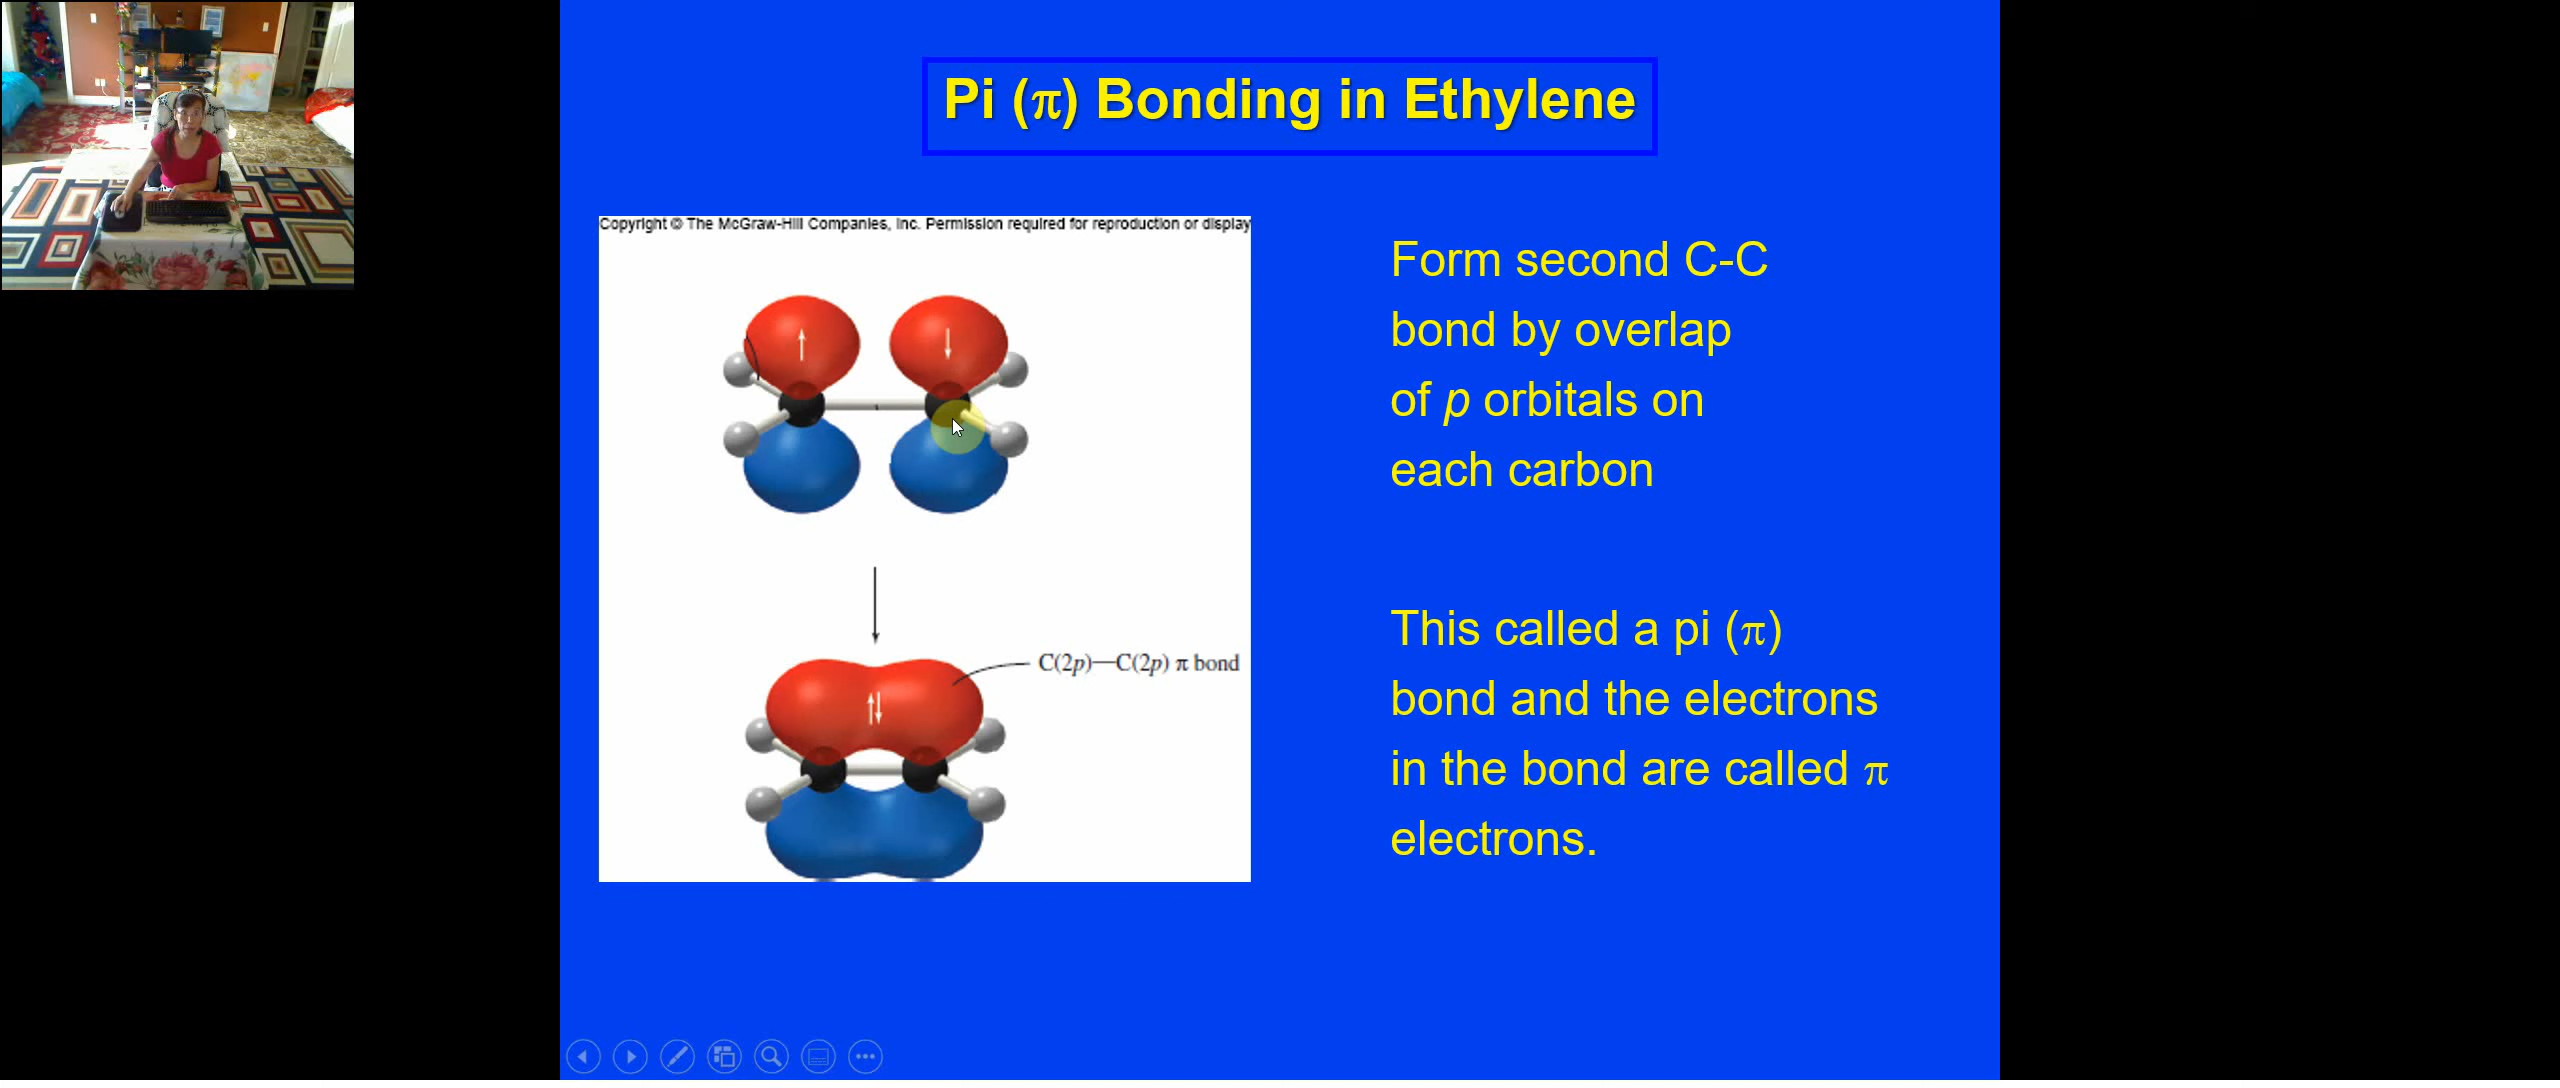 Pi (π) Bonding in Ethylene
Copyright © The McGraw-Hill Companies, Inc. Permission required for reproduction or display
C(2p)—C(2p) π bond
Form second C-C
bond by overlap
of p orbitals on
each carbon
This called a pi (π)
bond and the electrons
in the bond are called π
electrons.